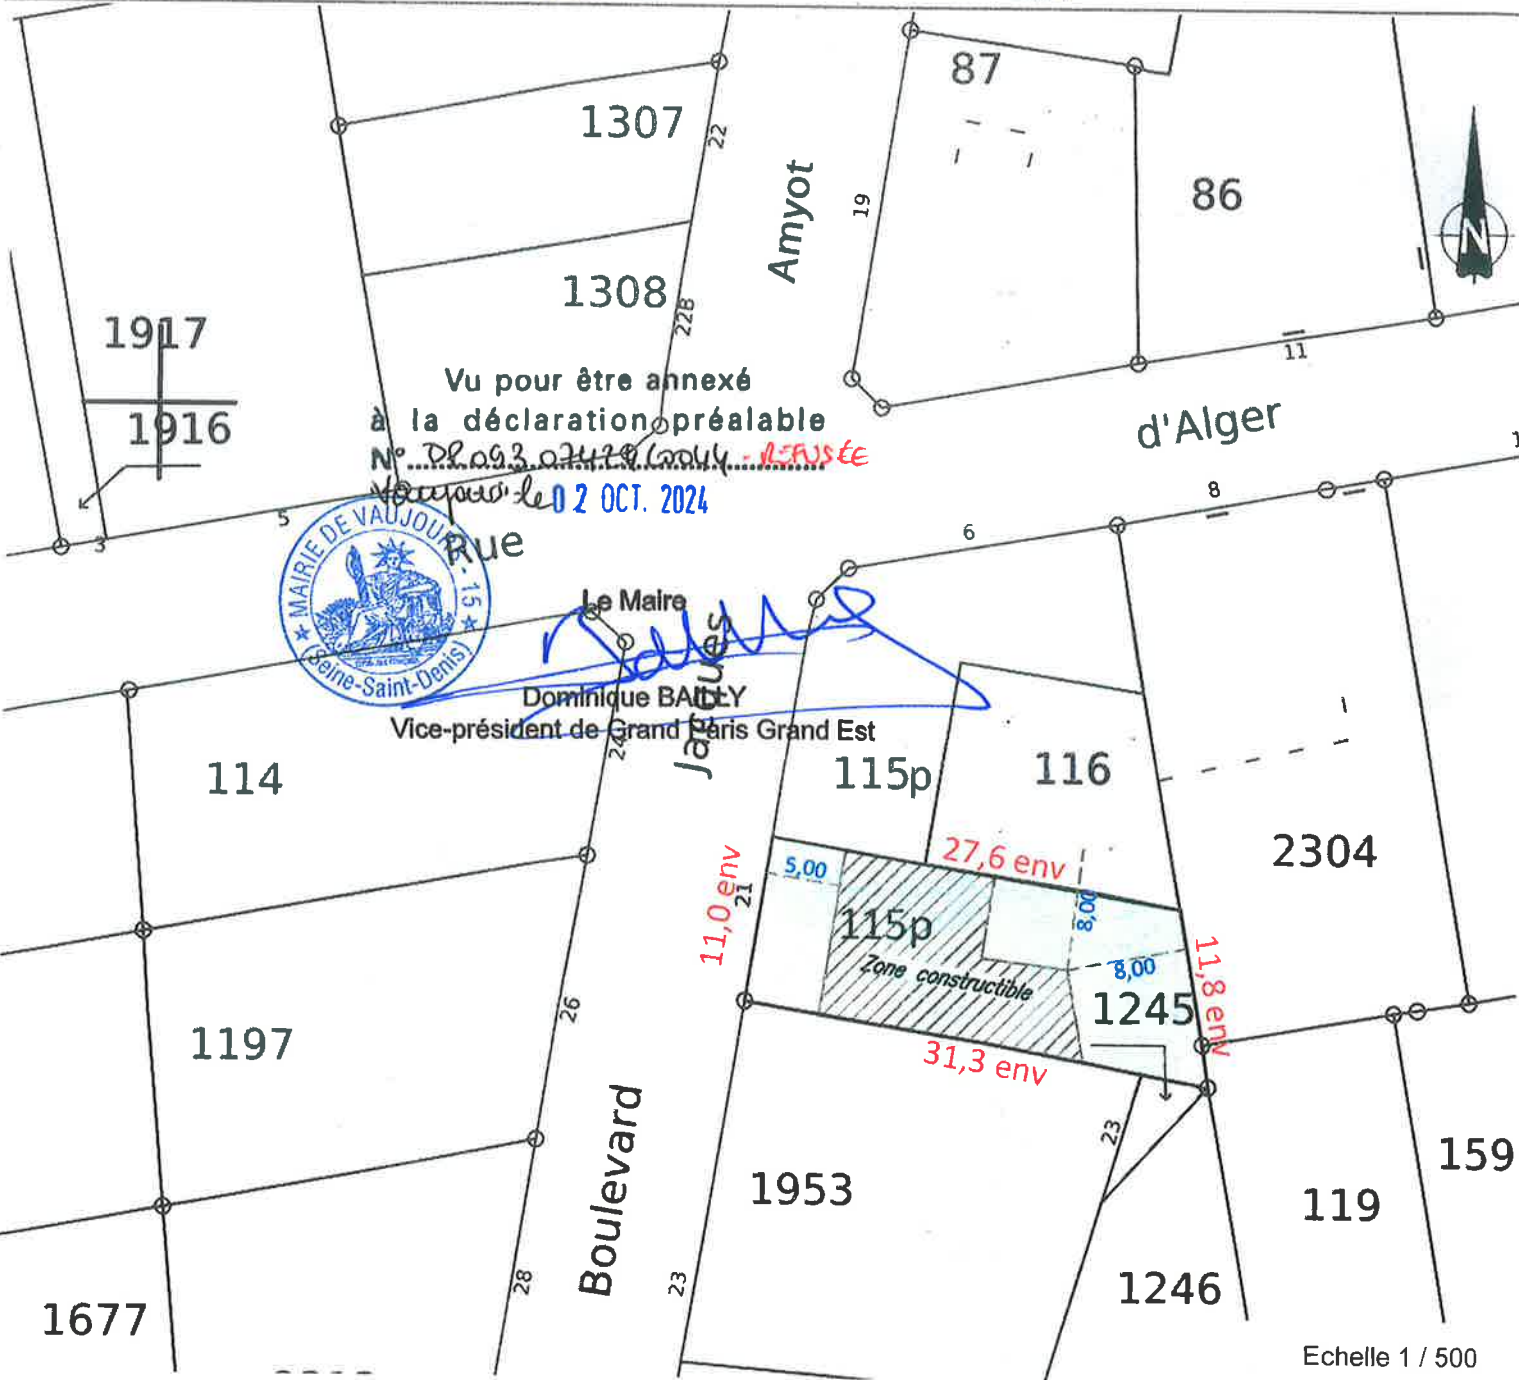 87
1307
22
86
Amyot
19
N
1308
22B
1917
11
1916
Vu pour être annexé
à la déclaration préalable
N° DP 093 074 24 C0044 - REFUSÉE
Vaujours le 02 OCT. 2024
d'Alger
8
6
5
3
Rue
MAIRIE DE VAUJOURS - 15
(Seine-Saint-Denis)
Le Maire
Dominique BAILLY
Vice-président de Grand Paris Grand Est
Jacques
24
114
115p
116
2304
27,6 env
5,00
11,0 env
21
115p
8,00
Zone constructible
8,00
11,8 env
1245
31,3 env
26
1197
Boulevard
23
1953
159
119
1246
28
23
1677
Echelle 1 / 500